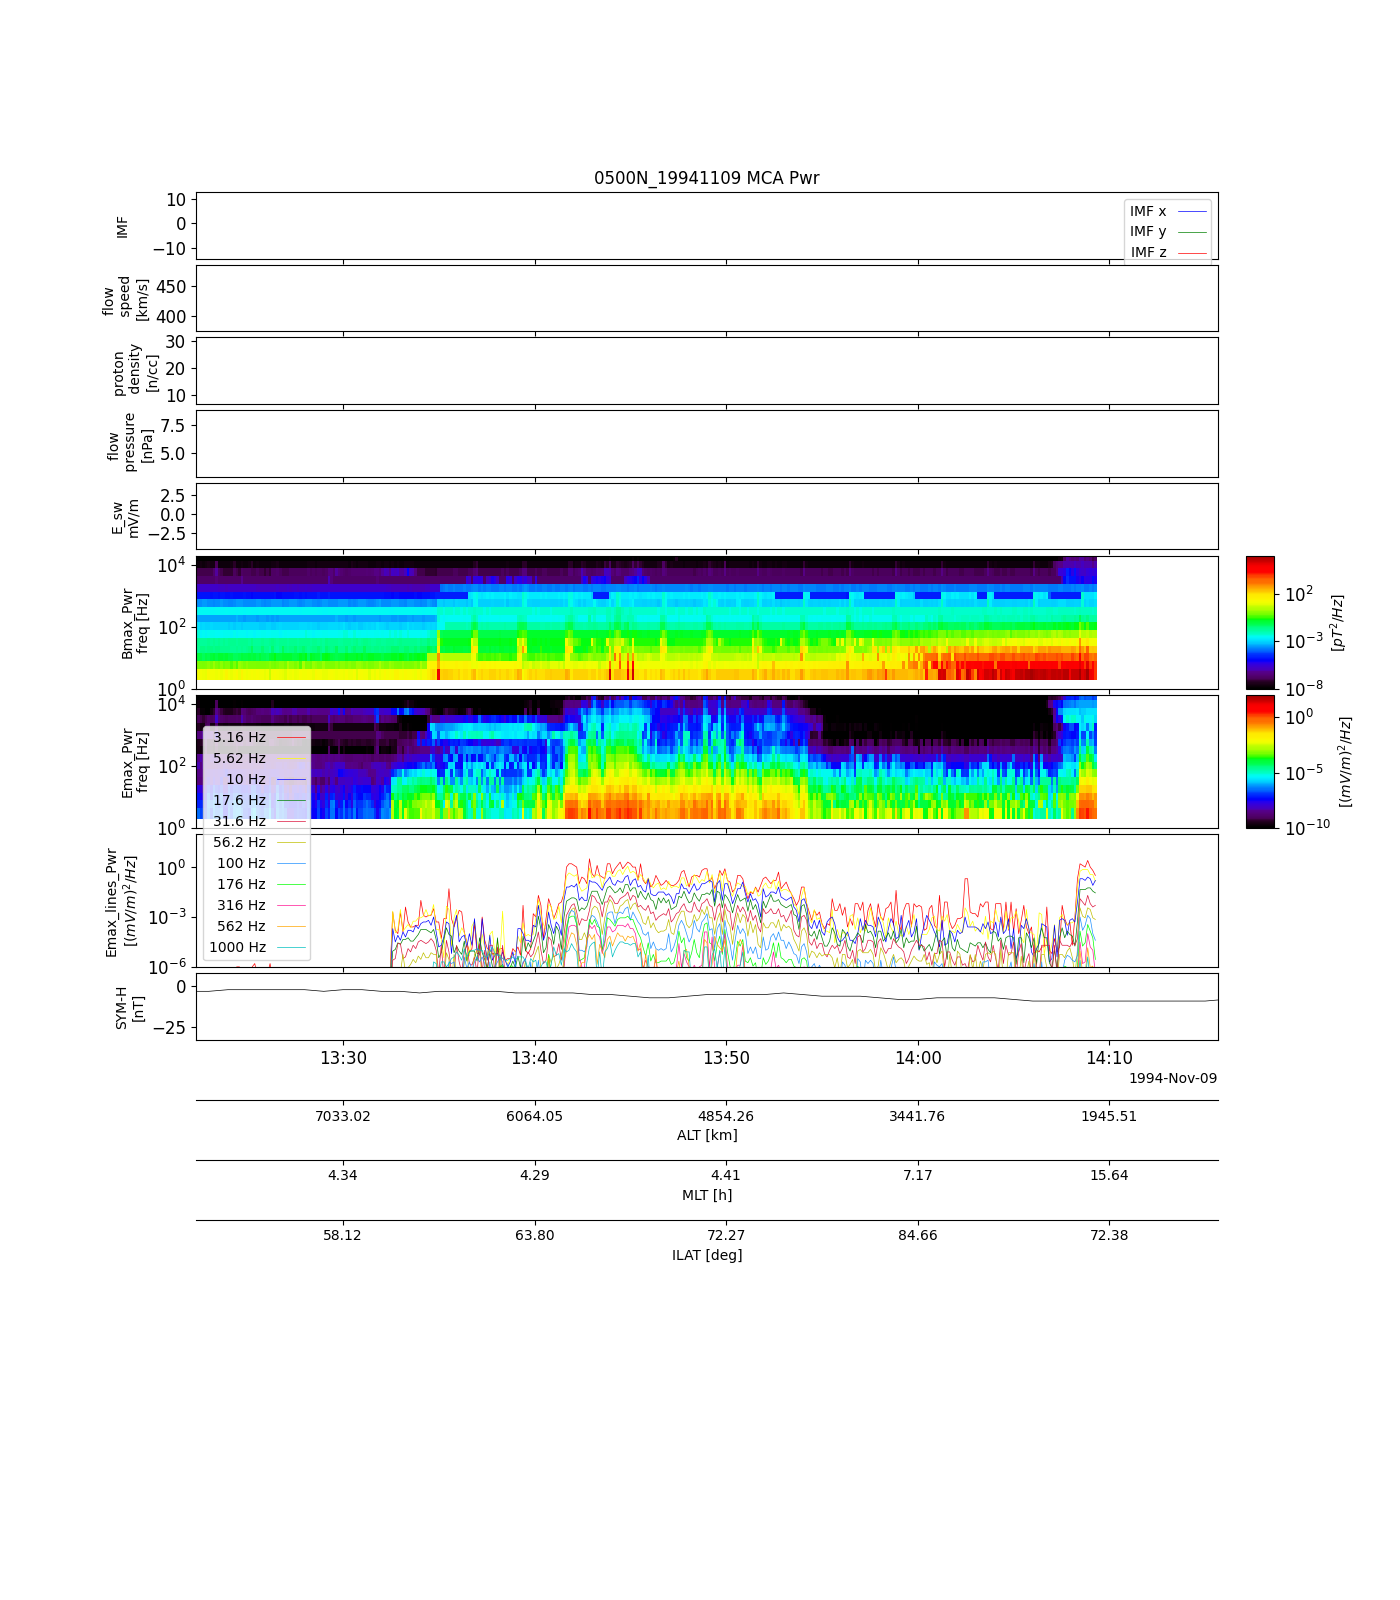 0500N_19941109 MCA Pwr
IMF
10
0
−10
IMF x
IMF y
IMF z
flow
speed
[km/s]
450
400
proton
density
[n/cc]
30
20
10
flow
pressure
[nPa]
7.5
5.0
E_sw
mV/m
2.5
0.0
−2.5
Bmax_Pwr
freq [Hz]
10^4
10^2
10^0
10^2
10^−3
10^−8
[pT^2/Hz]
Emax_Pwr
freq [Hz]
10^4
10^2
10^0
10^0
10^−5
10^−10
[(mV/m)^2/Hz]
3.16 Hz
5.62 Hz
10 Hz
17.6 Hz
31.6 Hz
56.2 Hz
100 Hz
176 Hz
316 Hz
562 Hz
1000 Hz
Emax_lines_Pwr
[(mV/m)^2/Hz]
10^0
10^−3
10^−6
SYM-H
[nT]
0
−25
13:30 13:40 13:50 14:00 14:10
1994-Nov-09
7033.02 6064.05 4854.26 3441.76 1945.51
ALT [km]
4.34 4.29 4.41 7.17 15.64
MLT [h]
58.12 63.80 72.27 84.66 72.38
ILAT [deg]